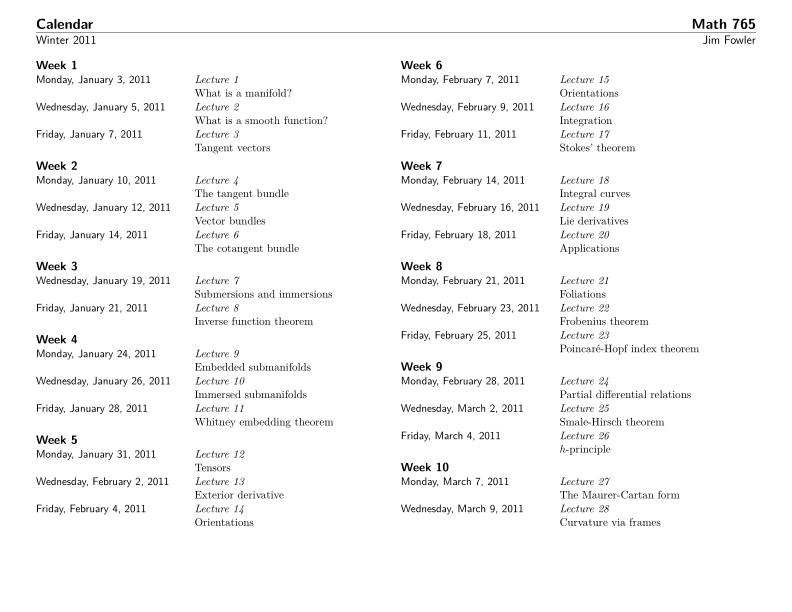 Calendar Math 765
Winter 2011 Jim Fowler
Week 1
Monday, January 3, 2011 Lecture 1
What is a manifold?
Wednesday, January 5, 2011 Lecture 2
What is a smooth function?
Friday, January 7, 2011 Lecture 3
Tangent vectors
Week 2
Monday, January 10, 2011 Lecture 4
The tangent bundle
Wednesday, January 12, 2011 Lecture 5
Vector bundles
Friday, January 14, 2011 Lecture 6
The cotangent bundle
Week 3
Wednesday, January 19, 2011 Lecture 7
Submersions and immersions
Friday, January 21, 2011 Lecture 8
Inverse function theorem
Week 4
Monday, January 24, 2011 Lecture 9
Embedded submanifolds
Wednesday, January 26, 2011 Lecture 10
Immersed submanifolds
Friday, January 28, 2011 Lecture 11
Whitney embedding theorem
Week 5
Monday, January 31, 2011 Lecture 12
Tensors
Wednesday, February 2, 2011 Lecture 13
Exterior derivative
Friday, February 4, 2011 Lecture 14
Orientations
Week 6
Monday, February 7, 2011 Lecture 15
Orientations
Wednesday, February 9, 2011 Lecture 16
Integration
Friday, February 11, 2011 Lecture 17
Stokes' theorem
Week 7
Monday, February 14, 2011 Lecture 18
Integral curves
Wednesday, February 16, 2011 Lecture 19
Lie derivatives
Friday, February 18, 2011 Lecture 20
Applications
Week 8
Monday, February 21, 2011 Lecture 21
Foliations
Wednesday, February 23, 2011 Lecture 22
Frobenius theorem
Friday, February 25, 2011 Lecture 23
Poincaré-Hopf index theorem
Week 9
Monday, February 28, 2011 Lecture 24
Partial differential relations
Wednesday, March 2, 2011 Lecture 25
Smale-Hirsch theorem
Friday, March 4, 2011 Lecture 26
h-principle
Week 10
Monday, March 7, 2011 Lecture 27
The Maurer-Cartan form
Wednesday, March 9, 2011 Lecture 28
Curvature via frames